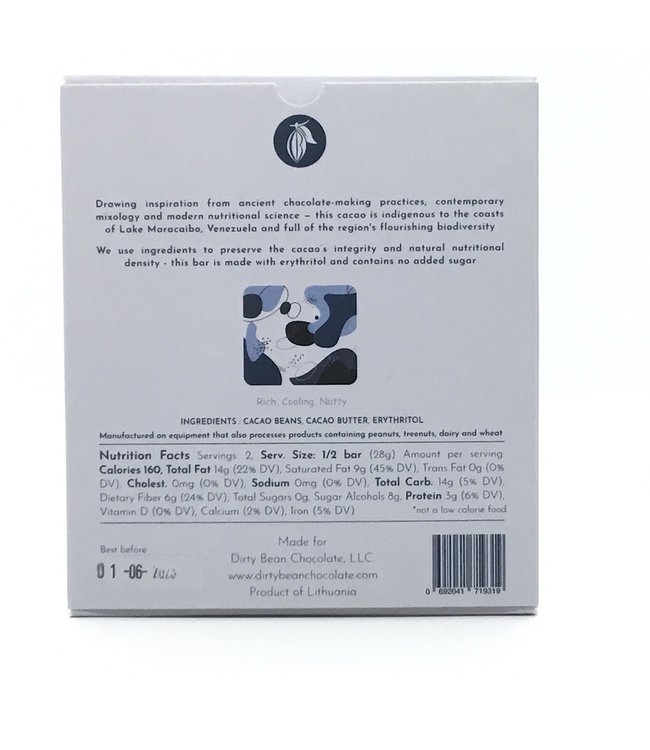 Drawing inspiration from ancient chocolate-making practices, contemporary
mixology and modern nutritional science – this cacao is indigenous to the coasts
of Lake Maracaibo, Venezuela and full of the region's flourishing biodiversity
We use ingredients to preserve the cacao's integrity and natural nutritional
density - this bar is made with erythritol and contains no added sugar
Rich, Cooling, Nutty
INGREDIENTS : CACAO BEANS, CACAO BUTTER, ERYTHRITOL
Manufactured on equipment that also processes products containing peanuts, treenuts, dairy and wheat
Nutrition Facts Servings: 2, Serv. Size: 1/2 bar (28g) Amount per serving:
Calories 160, Total Fat 14g (22% DV), Saturated Fat 9g (45% DV), Trans Fat 0g (0%
DV), Cholest. 0mg (0% DV), Sodium 0mg (0% DV), Total Carb. 14g (5% DV),
Dietary Fiber 6g (24% DV), Total Sugars 0g, Sugar Alcohols 8g, Protein 3g (6% DV),
Vitamin D (0% DV), Calcium (2% DV), Iron (5% DV) *not a low calorie food
Best before
01-06-2023
Made for
Dirty Bean Chocolate, LLC.
www.dirtybeanchocolate.com
Product of Lithuania
0 692041 719319